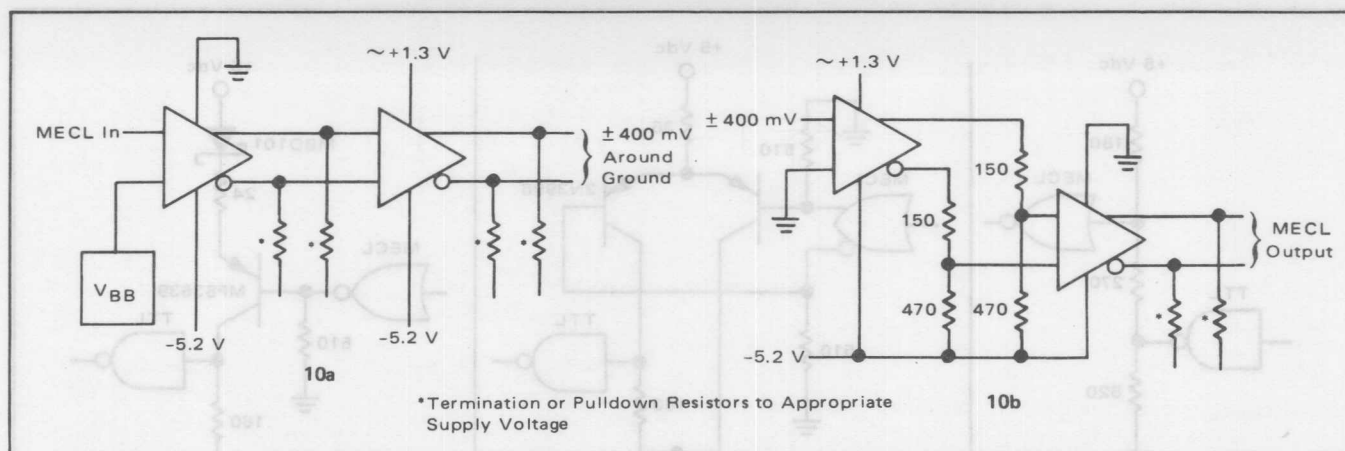 ~+1.3 V
MECL In
± 400 mV
Around
Ground
*
*
*
*
VBB
-5.2 V
-5.2 V
10a
~+1.3 V
± 400 mV
150
150
470
470
MECL
Output
*
*
-5.2 V
10b
*Termination or Pulldown Resistors to Appropriate
Supply Voltage